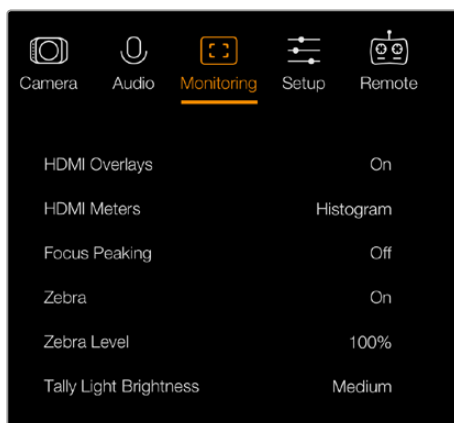 Camera Audio Monitoring Setup Remote
HDMI Overlays On
HDMI Meters Histogram
Focus Peaking Off
Zebra On
Zebra Level 100%
Tally Light Brightness Medium